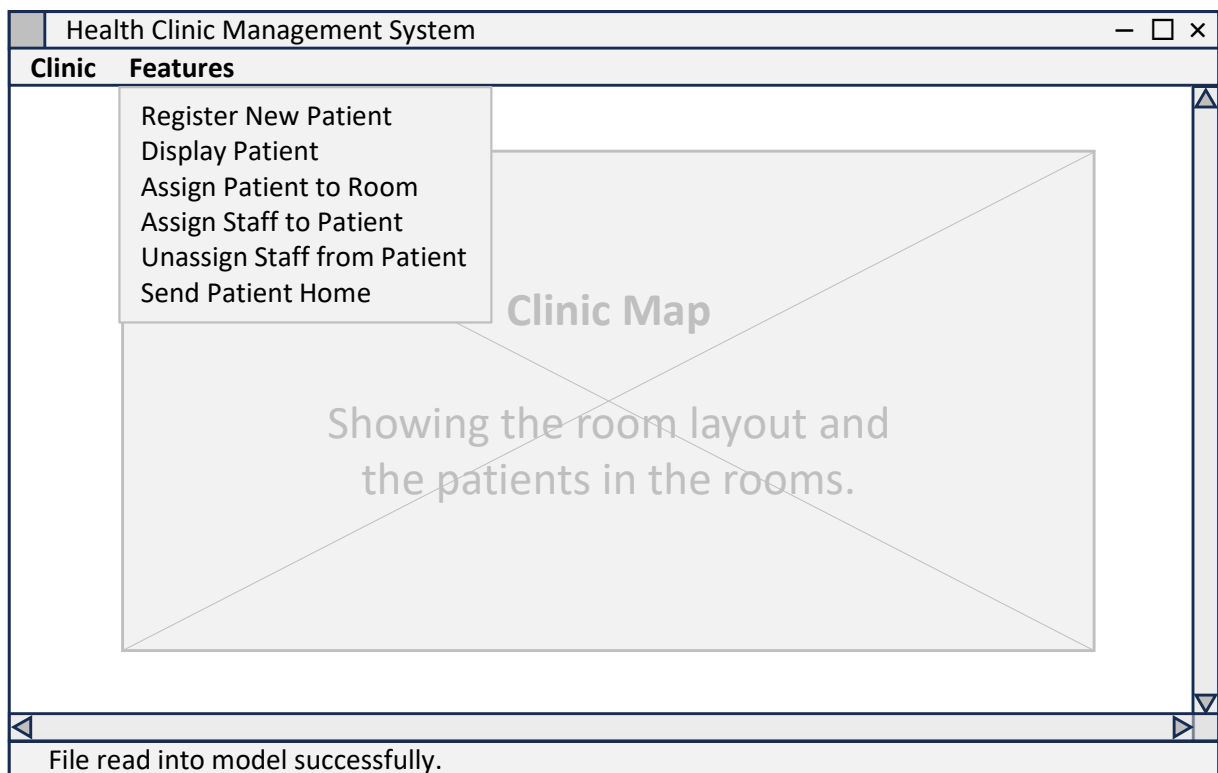 Health Clinic Management System
Clinic Features
Register New Patient
Display Patient
Assign Patient to Room
Assign Staff to Patient
Unassign Staff from Patient
Send Patient Home
Clinic Map
Showing the room layout and
the patients in the rooms.
File read into model successfully.